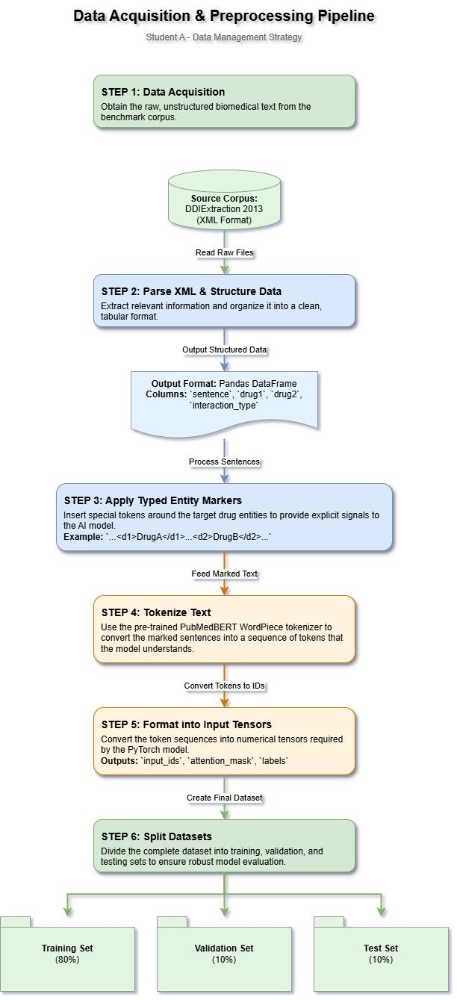 Data Acquisition & Preprocessing Pipeline
Student A - Data Management Strategy
STEP 1: Data Acquisition
Obtain the raw, unstructured biomedical text from the
benchmark corpus.
Source Corpus:
DDIExtraction 2013
(XML Format)
Read Raw Files
STEP 2: Parse XML & Structure Data
Extract relevant information and organize it into a clean,
tabular format.
Output Structured Data
Output Format: Pandas DataFrame
Columns: `sentence`, `drug1`, `drug2`,
`interaction_type`
Process Sentences
STEP 3: Apply Typed Entity Markers
Insert special tokens around the target drug entities to provide explicit signals to
the AI model.
Example: `...<d1>DrugA</d1>...<d2>DrugB</d2>...`
Feed Marked Text
STEP 4: Tokenize Text
Use the pre-trained PubMedBERT WordPiece tokenizer to
convert the marked sentences into a sequence of tokens that
the model understands.
Convert Tokens to IDs
STEP 5: Format into Input Tensors
Convert the token sequences into numerical tensors required
by the PyTorch model.
Outputs: `input_ids`, `attention_mask`, `labels`
Create Final Dataset
STEP 6: Split Datasets
Divide the complete dataset into training, validation, and
testing sets to ensure robust model evaluation.
Training Set
(80%)
Validation Set
(10%)
Test Set
(10%)